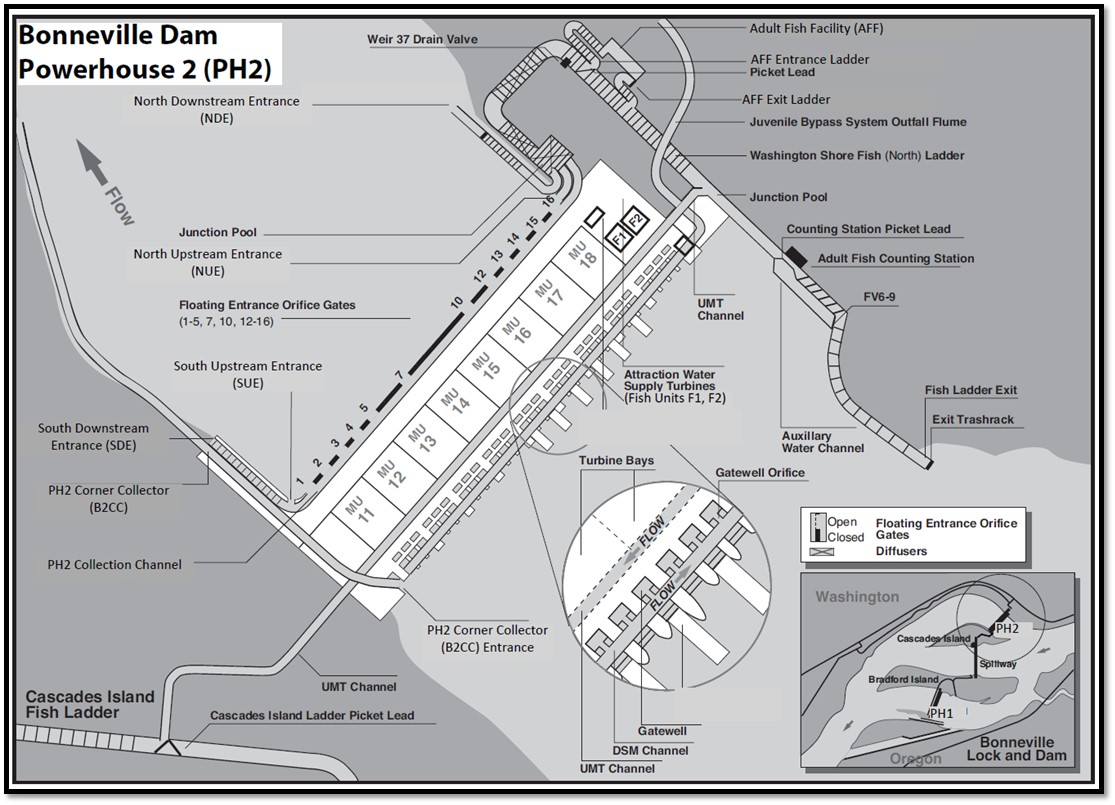 Bonneville Dam
Powerhouse 2 (PH2)
Weir 37 Drain Valve
Adult Fish Facility (AFF)
AFF Entrance Ladder
Picket Lead
AFF Exit Ladder
North Downstream Entrance
(NDE)
Juvenile Bypass System Outfall Flume
Washington Shore Fish (North) Ladder
Flow
Junction Pool
Junction Pool
North Upstream Entrance
(NUE)
Counting Station Picket Lead
Adult Fish Counting Station
FV6-9
UMT
Channel
Floating Entrance Orifice Gates
(1-5, 7, 10, 12-16)
16
15
14
13
12
10
7
5
4
3
2
1
F1
F2
MU
18
MU
17
MU
16
MU
15
MU
14
MU
13
MU
12
MU
11
South Upstream Entrance
(SUE)
Attraction Water
Supply Turbines
(Fish Units F1, F2)
Fish Ladder Exit
Exit Trashrack
Auxillary
Water Channel
South Downstream
Entrance (SDE)
PH2 Corner Collector
(B2CC)
PH2 Collection Channel
Turbine Bays
Gatewell Orifice
FLOW
FLOW
Gatewell
DSM Channel
UMT Channel
PH2 Corner Collector
(B2CC) Entrance
UMT Channel
Cascades Island
Fish Ladder
Cascades Island Ladder Picket Lead
Open
Closed
Floating Entrance Orifice
Gates
Diffusers
Washington
PH2
Cascades Island
Spillway
Bradford Island
PH1
Bonneville
Lock and Dam
Oregon